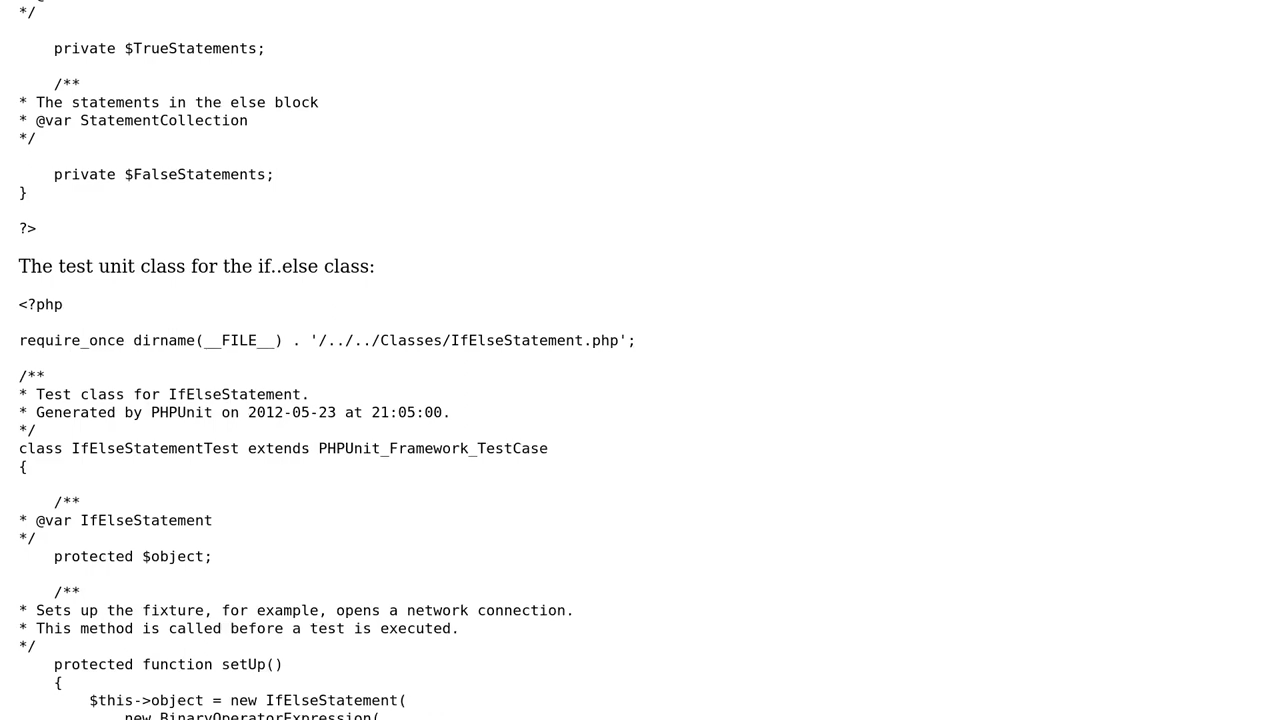 */
private $TrueStatements;
/**
* The statements in the else block
* @var StatementCollection
*/
private $FalseStatements;
}
?>
The test unit class for the if..else class:
<?php
require_once dirname(__FILE__) . '/../../Classes/IfElseStatement.php';
/**
* Test class for IfElseStatement.
* Generated by PHPUnit on 2012-05-23 at 21:05:00.
*/
class IfElseStatementTest extends PHPUnit_Framework_TestCase
{
/**
* @var IfElseStatement
*/
protected $object;
/**
* Sets up the fixture, for example, opens a network connection.
* This method is called before a test is executed.
*/
protected function setUp()
{
$this->object = new IfElseStatement(
new BinaryOperatorExpression(